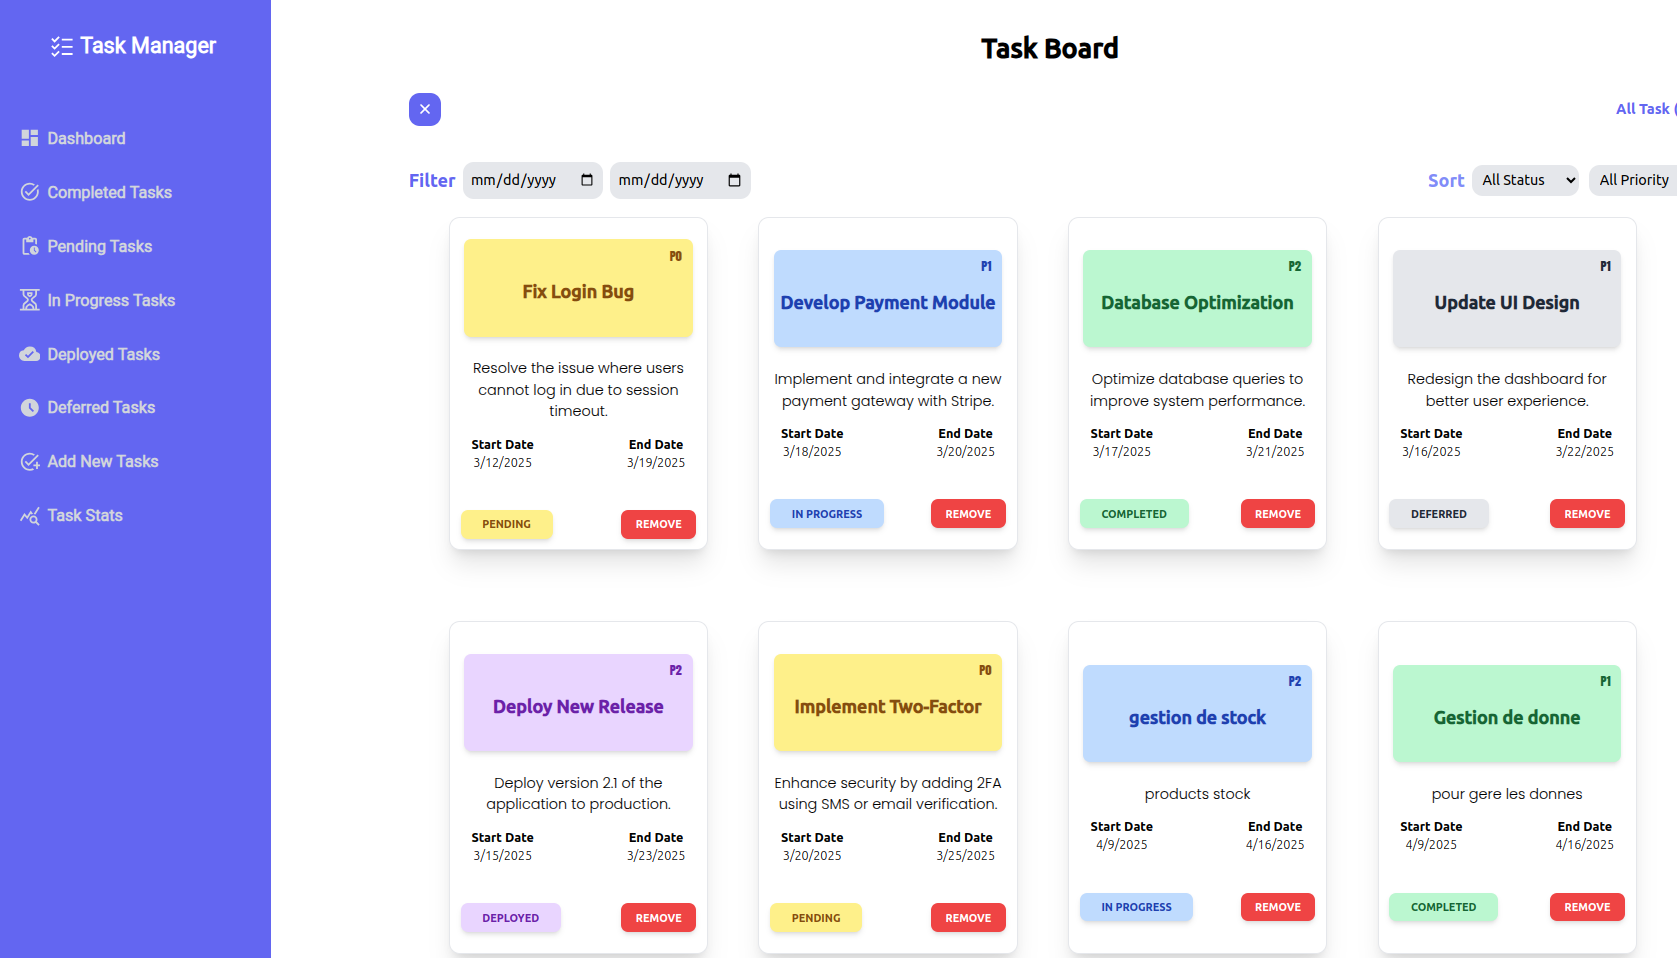 Task Manager
Dashboard
Completed Tasks
Pending Tasks
In Progress Tasks
Deployed Tasks
Deferred Tasks
Add New Tasks
Task Stats
Task Board
All Task (
Filter mm/dd/yyyy mm/dd/yyyy Sort All Status All Priority
P0
Fix Login Bug
Resolve the issue where users
cannot log in due to session
timeout.
Start Date End Date
3/12/2025 3/19/2025
PENDING REMOVE
P1
Develop Payment Module
Implement and integrate a new
payment gateway with Stripe.
Start Date End Date
3/18/2025 3/20/2025
IN PROGRESS REMOVE
P2
Database Optimization
Optimize database queries to
improve system performance.
Start Date End Date
3/17/2025 3/21/2025
COMPLETED REMOVE
P1
Update UI Design
Redesign the dashboard for
better user experience.
Start Date End Date
3/16/2025 3/22/2025
DEFERRED REMOVE
P2
Deploy New Release
Deploy version 2.1 of the
application to production.
Start Date End Date
3/15/2025 3/23/2025
DEPLOYED REMOVE
P0
Implement Two-Factor
Enhance security by adding 2FA
using SMS or email verification.
Start Date End Date
3/20/2025 3/25/2025
PENDING REMOVE
P2
gestion de stock
products stock
Start Date End Date
4/9/2025 4/16/2025
IN PROGRESS REMOVE
P1
Gestion de donne
pour gere les donnes
Start Date End Date
4/9/2025 4/16/2025
COMPLETED REMOVE